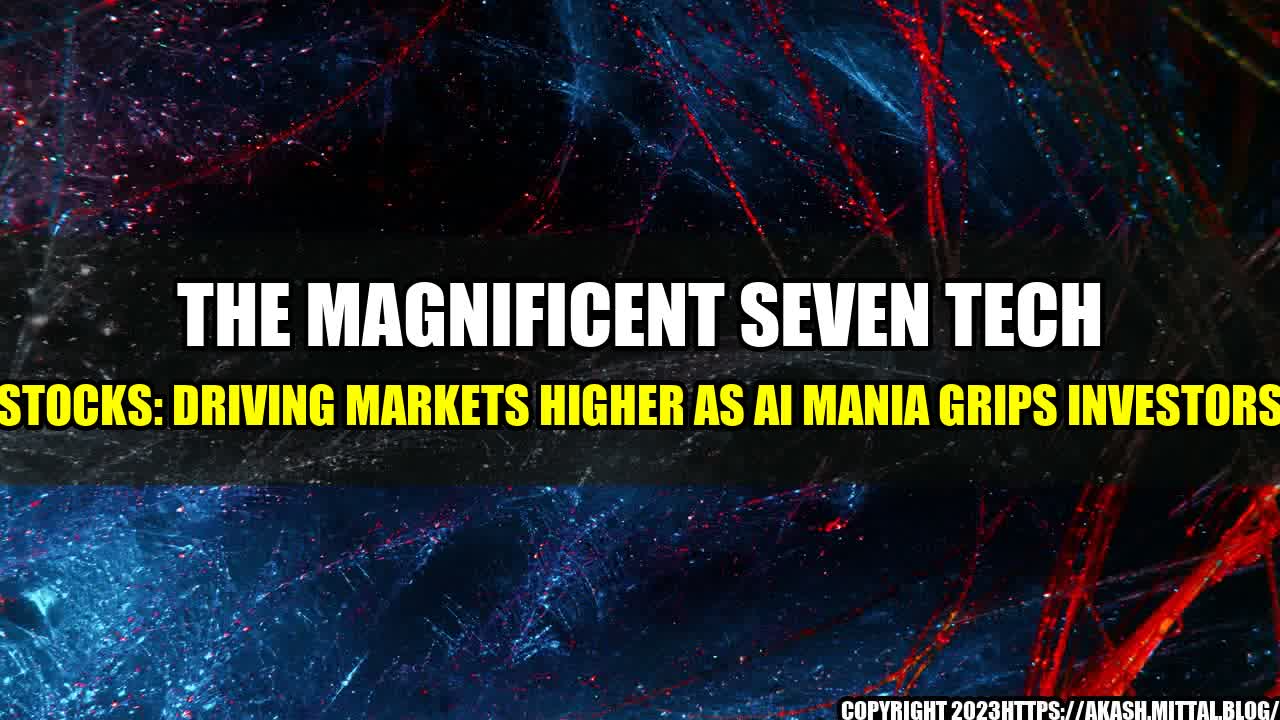 THE MAGNIFICENT SEVEN TECH
STOCKS: DRIVING MARKETS HIGHER AS AI MANIA GRIPS INVESTORS
COPYRIGHT 2023HTTPS://AKASH.MITTAL.BLOG/